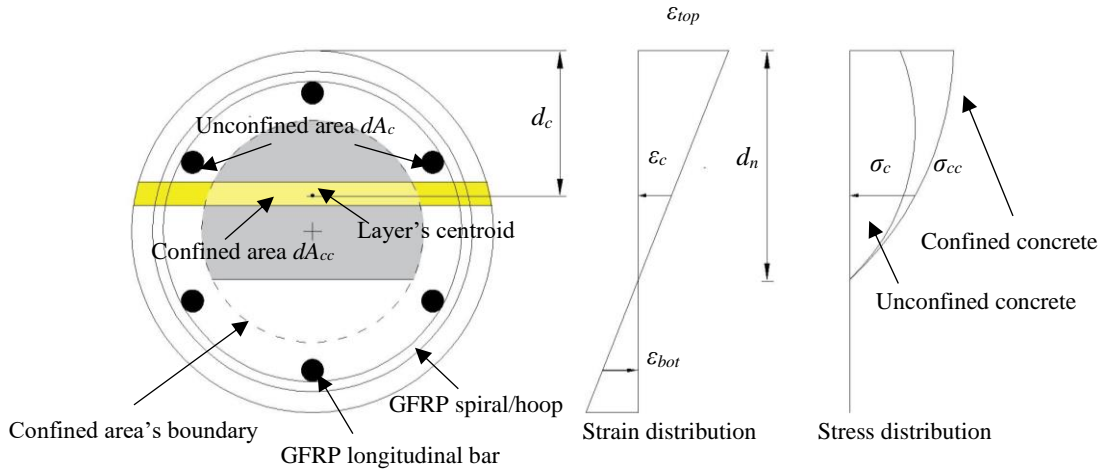 εtop
Unconfined area dAc
dc
εc
dn
σc
σcc
Layer's centroid
Confined area dAcc
Confined concrete
Unconfined concrete
εbot
GFRP spiral/hoop
Confined area's boundary
GFRP longitudinal bar
Strain distribution
Stress distribution